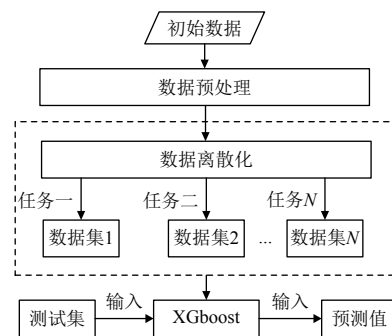 初始数据
数据预处理
数据离散化
任务一 任务二 任务N
数据集1 数据集2 ... 数据集N
输入 输入
测试集 XGboost 预测值